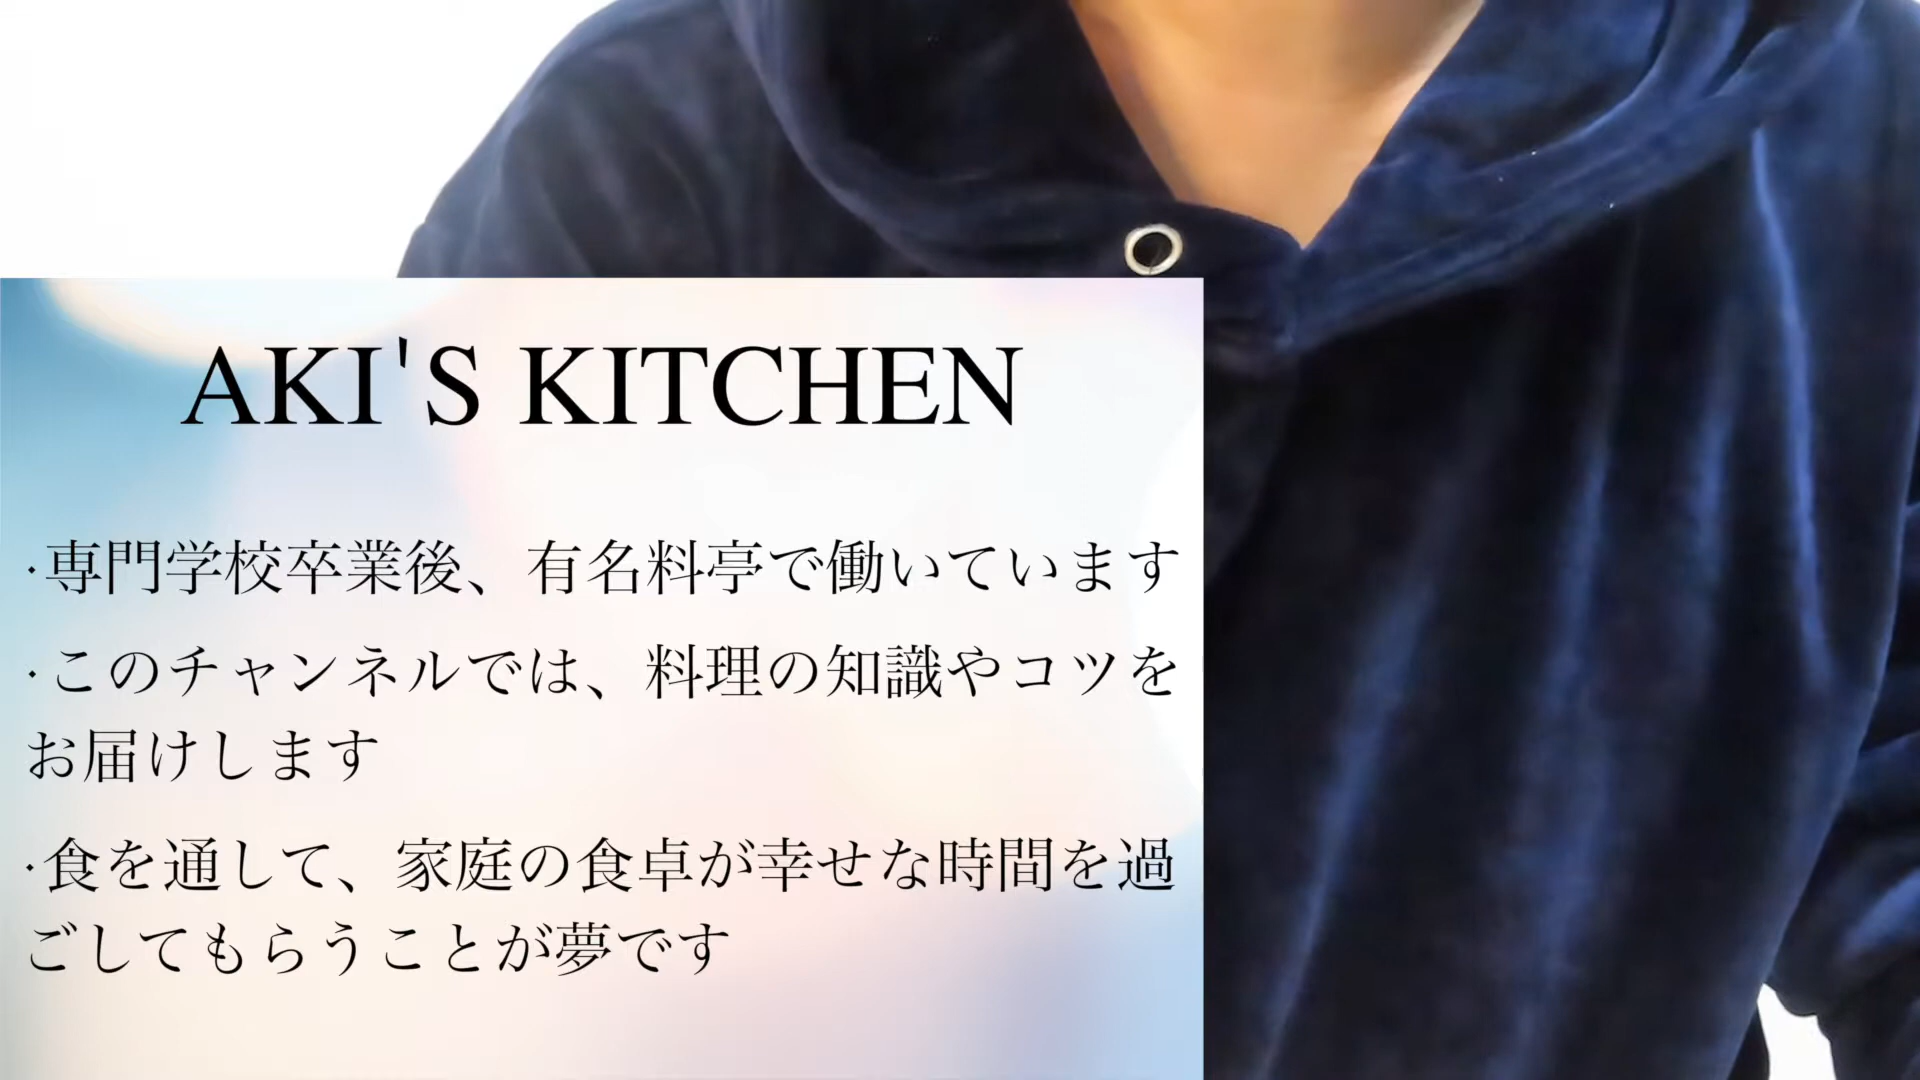 AKI'S KITCHEN
·専門学校卒業後、有名料亭で働いています
·このチャンネルでは、料理の知識やコツを
お届けします
·食を通して、家庭の食卓が幸せな時間を過
ごしてもらうことが夢です